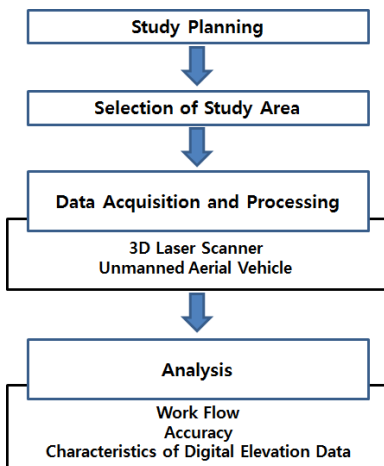 Study Planning
Selection of Study Area
Data Acquisition and Processing
3D Laser Scanner
Unmanned Aerial Vehicle
Analysis
Work Flow
Accuracy
Characteristics of Digital Elevation Data